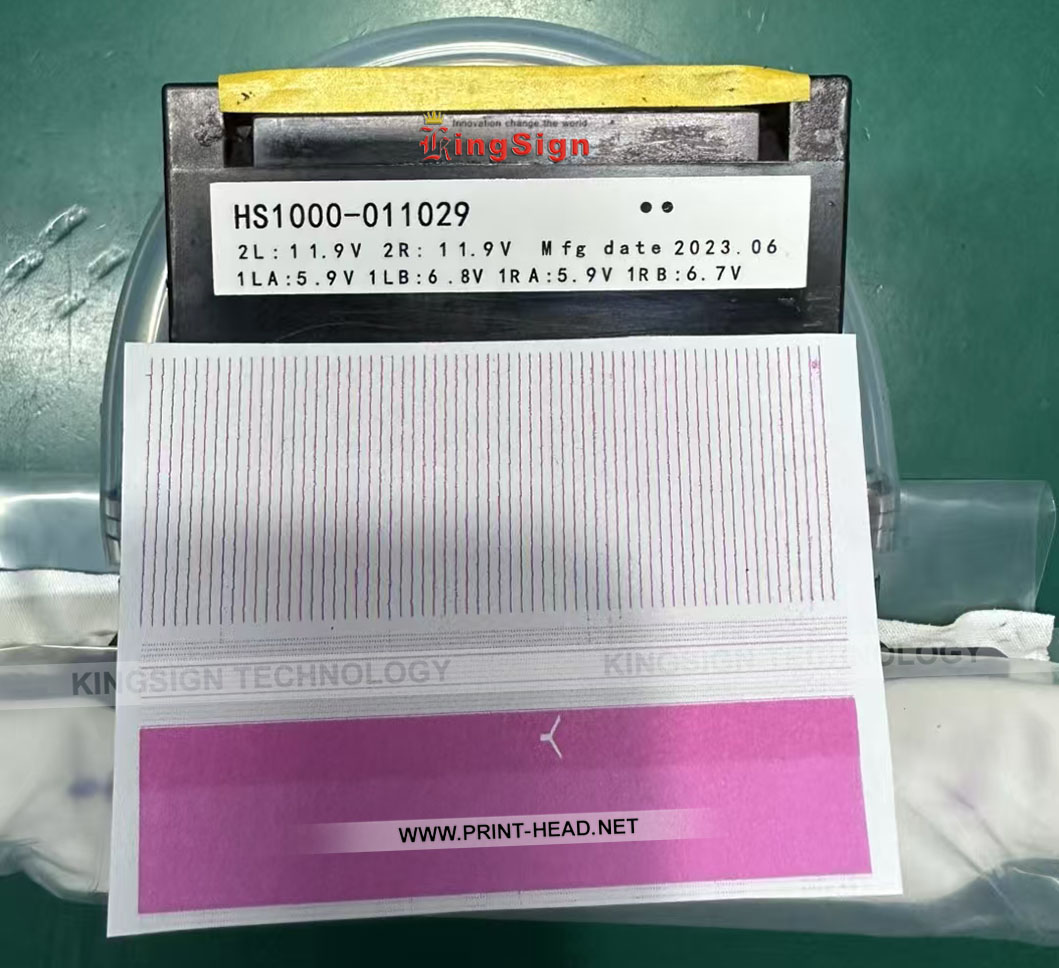 Innovation change the world
KingSign
HS1000-011029
2L:11.9V 2R: 11.9V Mfg date 2023.06
1LA:5.9V 1LB:6.8V 1RA:5.9V 1RB:6.7V
KINGSIGN TECHNOLOGY
KINGSIGN TECHNOLOGY
WWW.PRINT-HEAD.NET